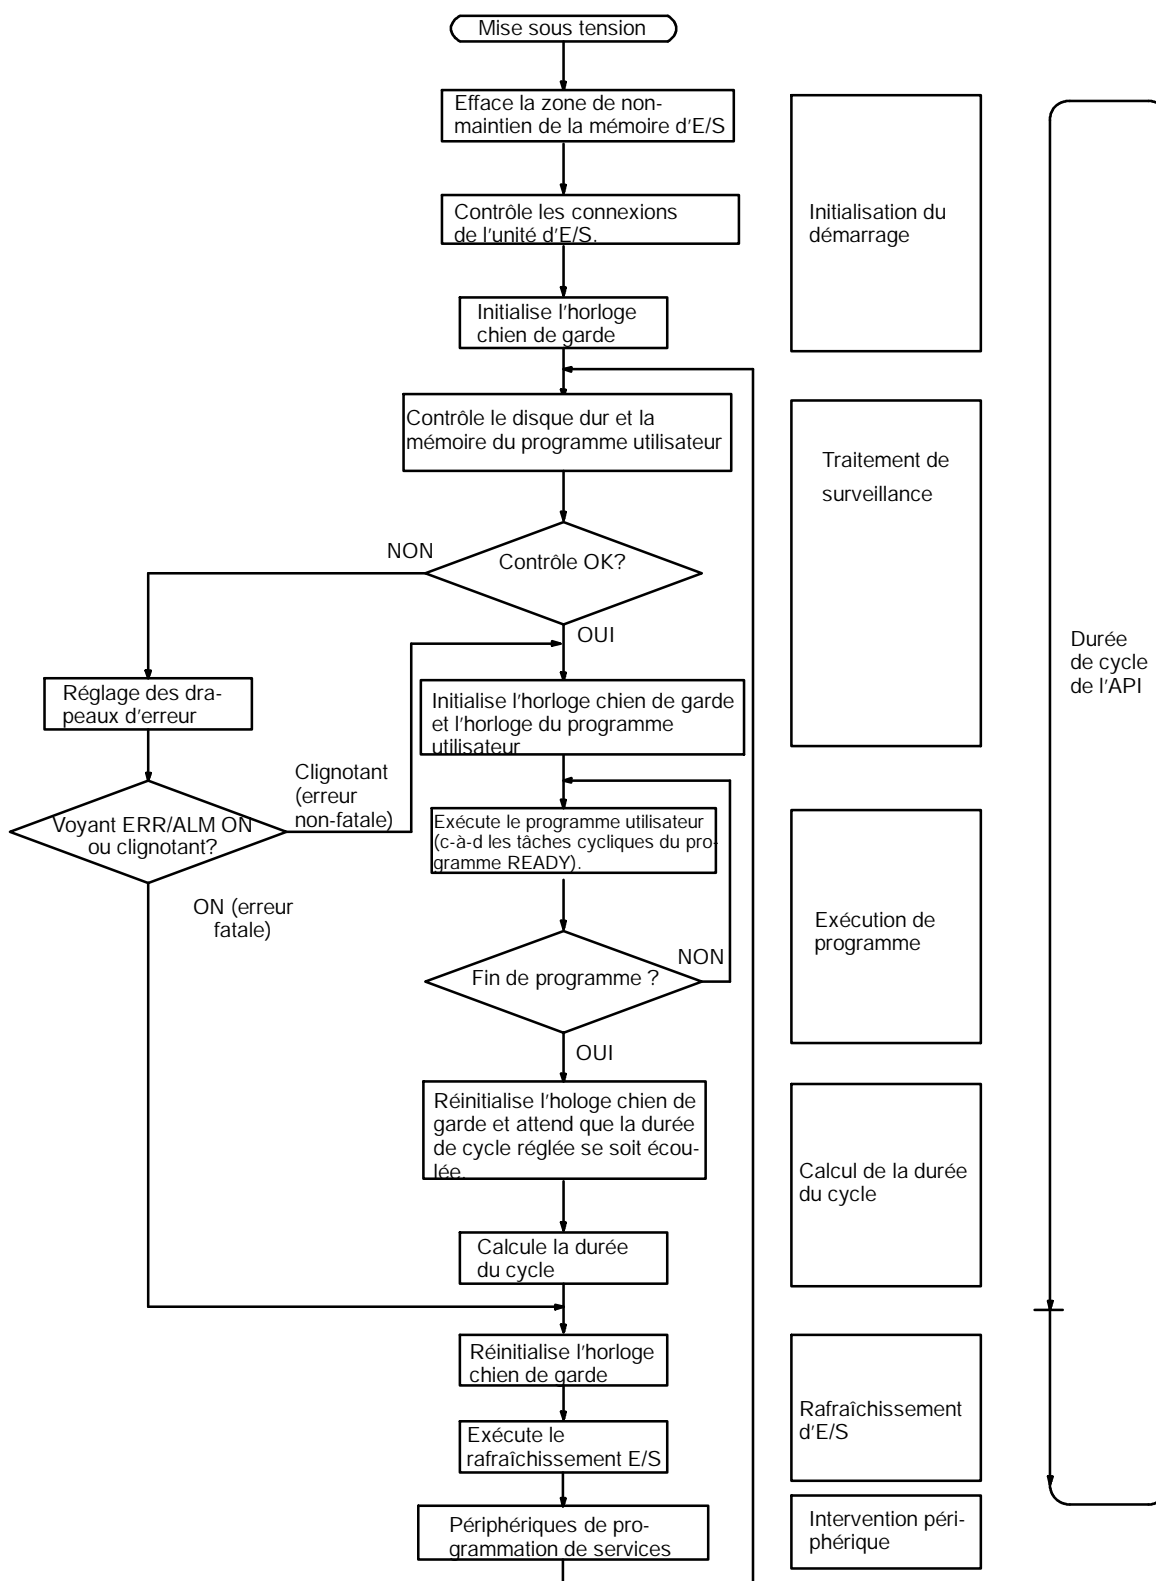 Mise sous tension
Efface la zone de non-
maintien de la mémoire d'E/S
Contrôle les connexions
de l'unité d'E/S.
Initialisation du
démarrage
Initialise l'horloge
chien de garde
Contrôle le disque dur et la
mémoire du programme utilisateur
Traitement de
surveillance
NON
Contrôle OK?
OUI
Durée
de cycle
de l'API
Réglage des dra-
peaux d'erreur
Initialise l'horloge chien de garde
et l'horloge du programme
utilisateur
Clignotant
(erreur
non-fatale)
Voyant ERR/ALM ON
ou clignotant?
Exécute le programme utilisateur
(c-à-d les tâches cycliques du pro-
gramme READY).
ON (erreur
fatale)
Exécution de
programme
NON
Fin de programme ?
OUI
Réinitialise l'hologe chien de
garde et attend que la durée
de cycle réglée se soit écou-
lée.
Calcul de la durée
du cycle
Calcule la durée
du cycle
Réinitialise l'horloge
chien de garde
Rafraîchissement
d'E/S
Exécute le
rafraîchissement E/S
Périphériques de pro-
grammation de services
Intervention péri-
phérique